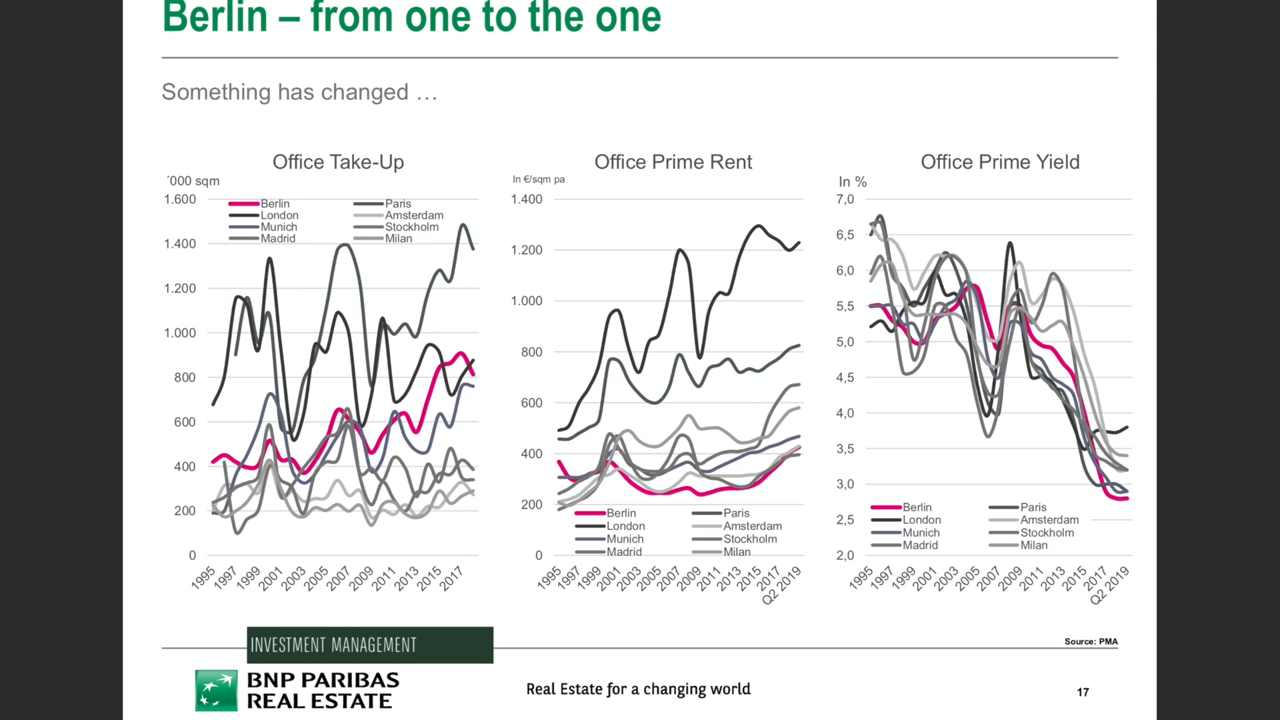 Berlin – from one to the one
Something has changed …
Office Take-Up
´000 sqm
1.600
1.400
1.200
1.000
800
600
400
200
0
Berlin
Paris
London
Amsterdam
Munich
Stockholm
Madrid
Milan
1995
1997
1999
2001
2003
2005
2007
2009
2011
2013
2015
2017
Office Prime Rent
In €/sqm pa
1.400
1.200
1.000
800
600
400
200
0
Berlin
Paris
London
Amsterdam
Munich
Stockholm
Madrid
Milan
1995
1997
1999
2001
2003
2005
2007
2009
2011
2013
2015
2017
Q2 2019
Office Prime Yield
In %
7,0
6,5
6,0
5,5
5,0
4,5
4,0
3,5
3,0
2,5
2,0
Berlin
Paris
London
Amsterdam
Munich
Stockholm
Madrid
Milan
1995
1997
1999
2001
2003
2005
2007
2009
2011
2013
2015
2017
Q2 2019
Source: PMA
INVESTMENT MANAGEMENT
BNP PARIBAS
REAL ESTATE
Real Estate for a changing world
17